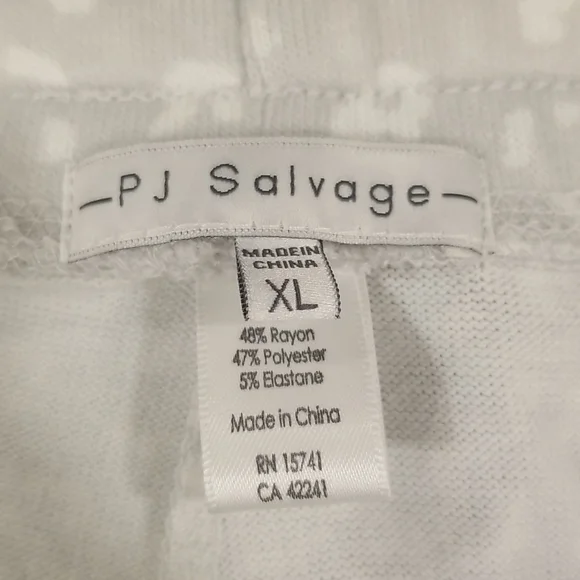 PJ Salvage
MADE IN
CHINA
XL
48% Rayon
47% Polyester
5% Elastane
Made in China
RN 15741
CA 42241